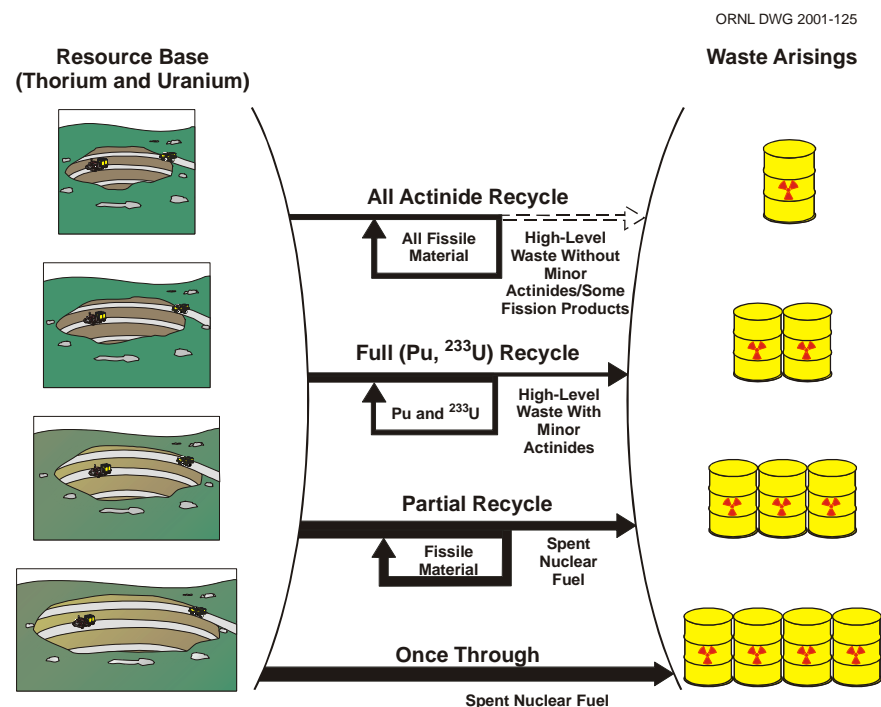 ORNL DWG 2001-125
Resource Base
(Thorium and Uranium)
Waste Arisings
All Actinide Recycle
All Fissile
Material
High-Level
Waste Without
Minor
Actinides/Some
Fission Products
Full (Pu, ²³³U) Recycle
Pu and ²³³U
High-Level
Waste With
Minor
Actinides
Partial Recycle
Fissile
Material
Spent
Nuclear
Fuel
Once Through
Spent Nuclear Fuel